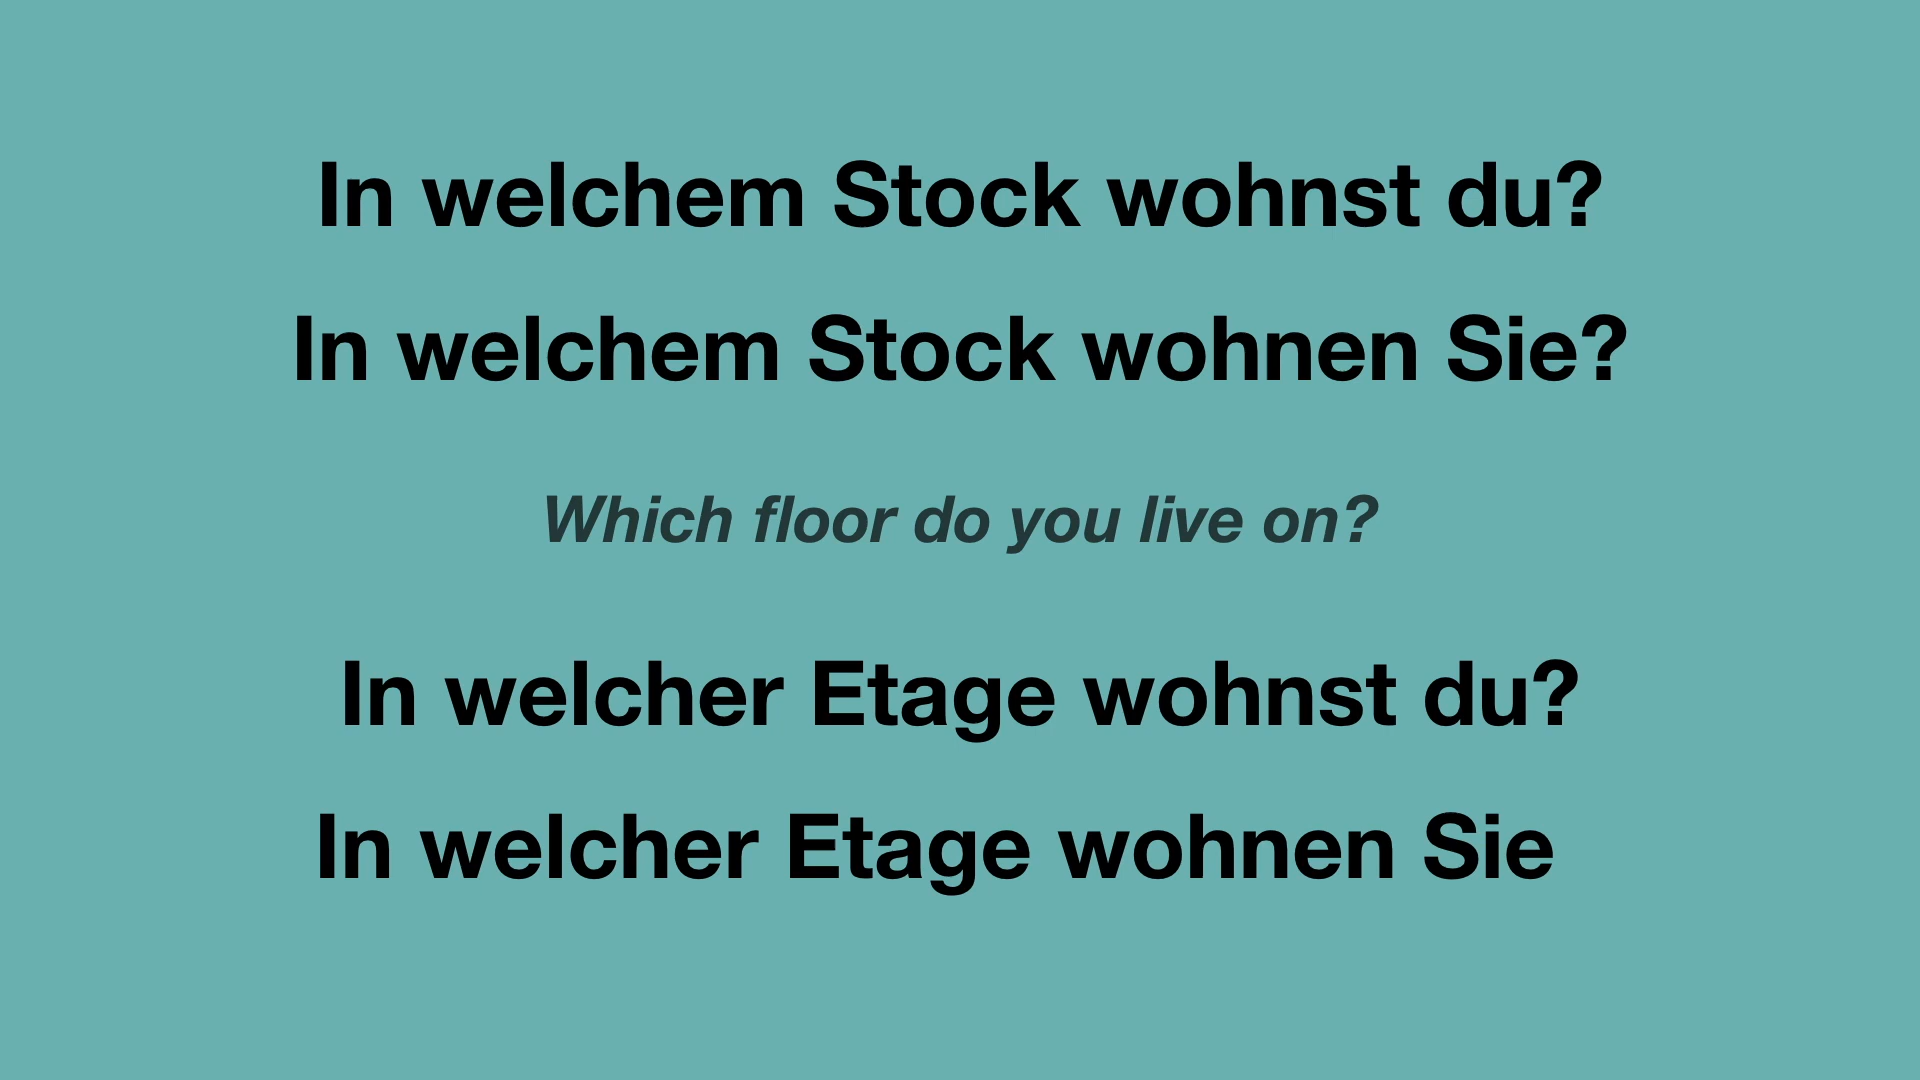 In welchem Stock wohnst du?
In welchem Stock wohnen Sie?
Which floor do you live on?
In welcher Etage wohnst du?
In welcher Etage wohnen Sie